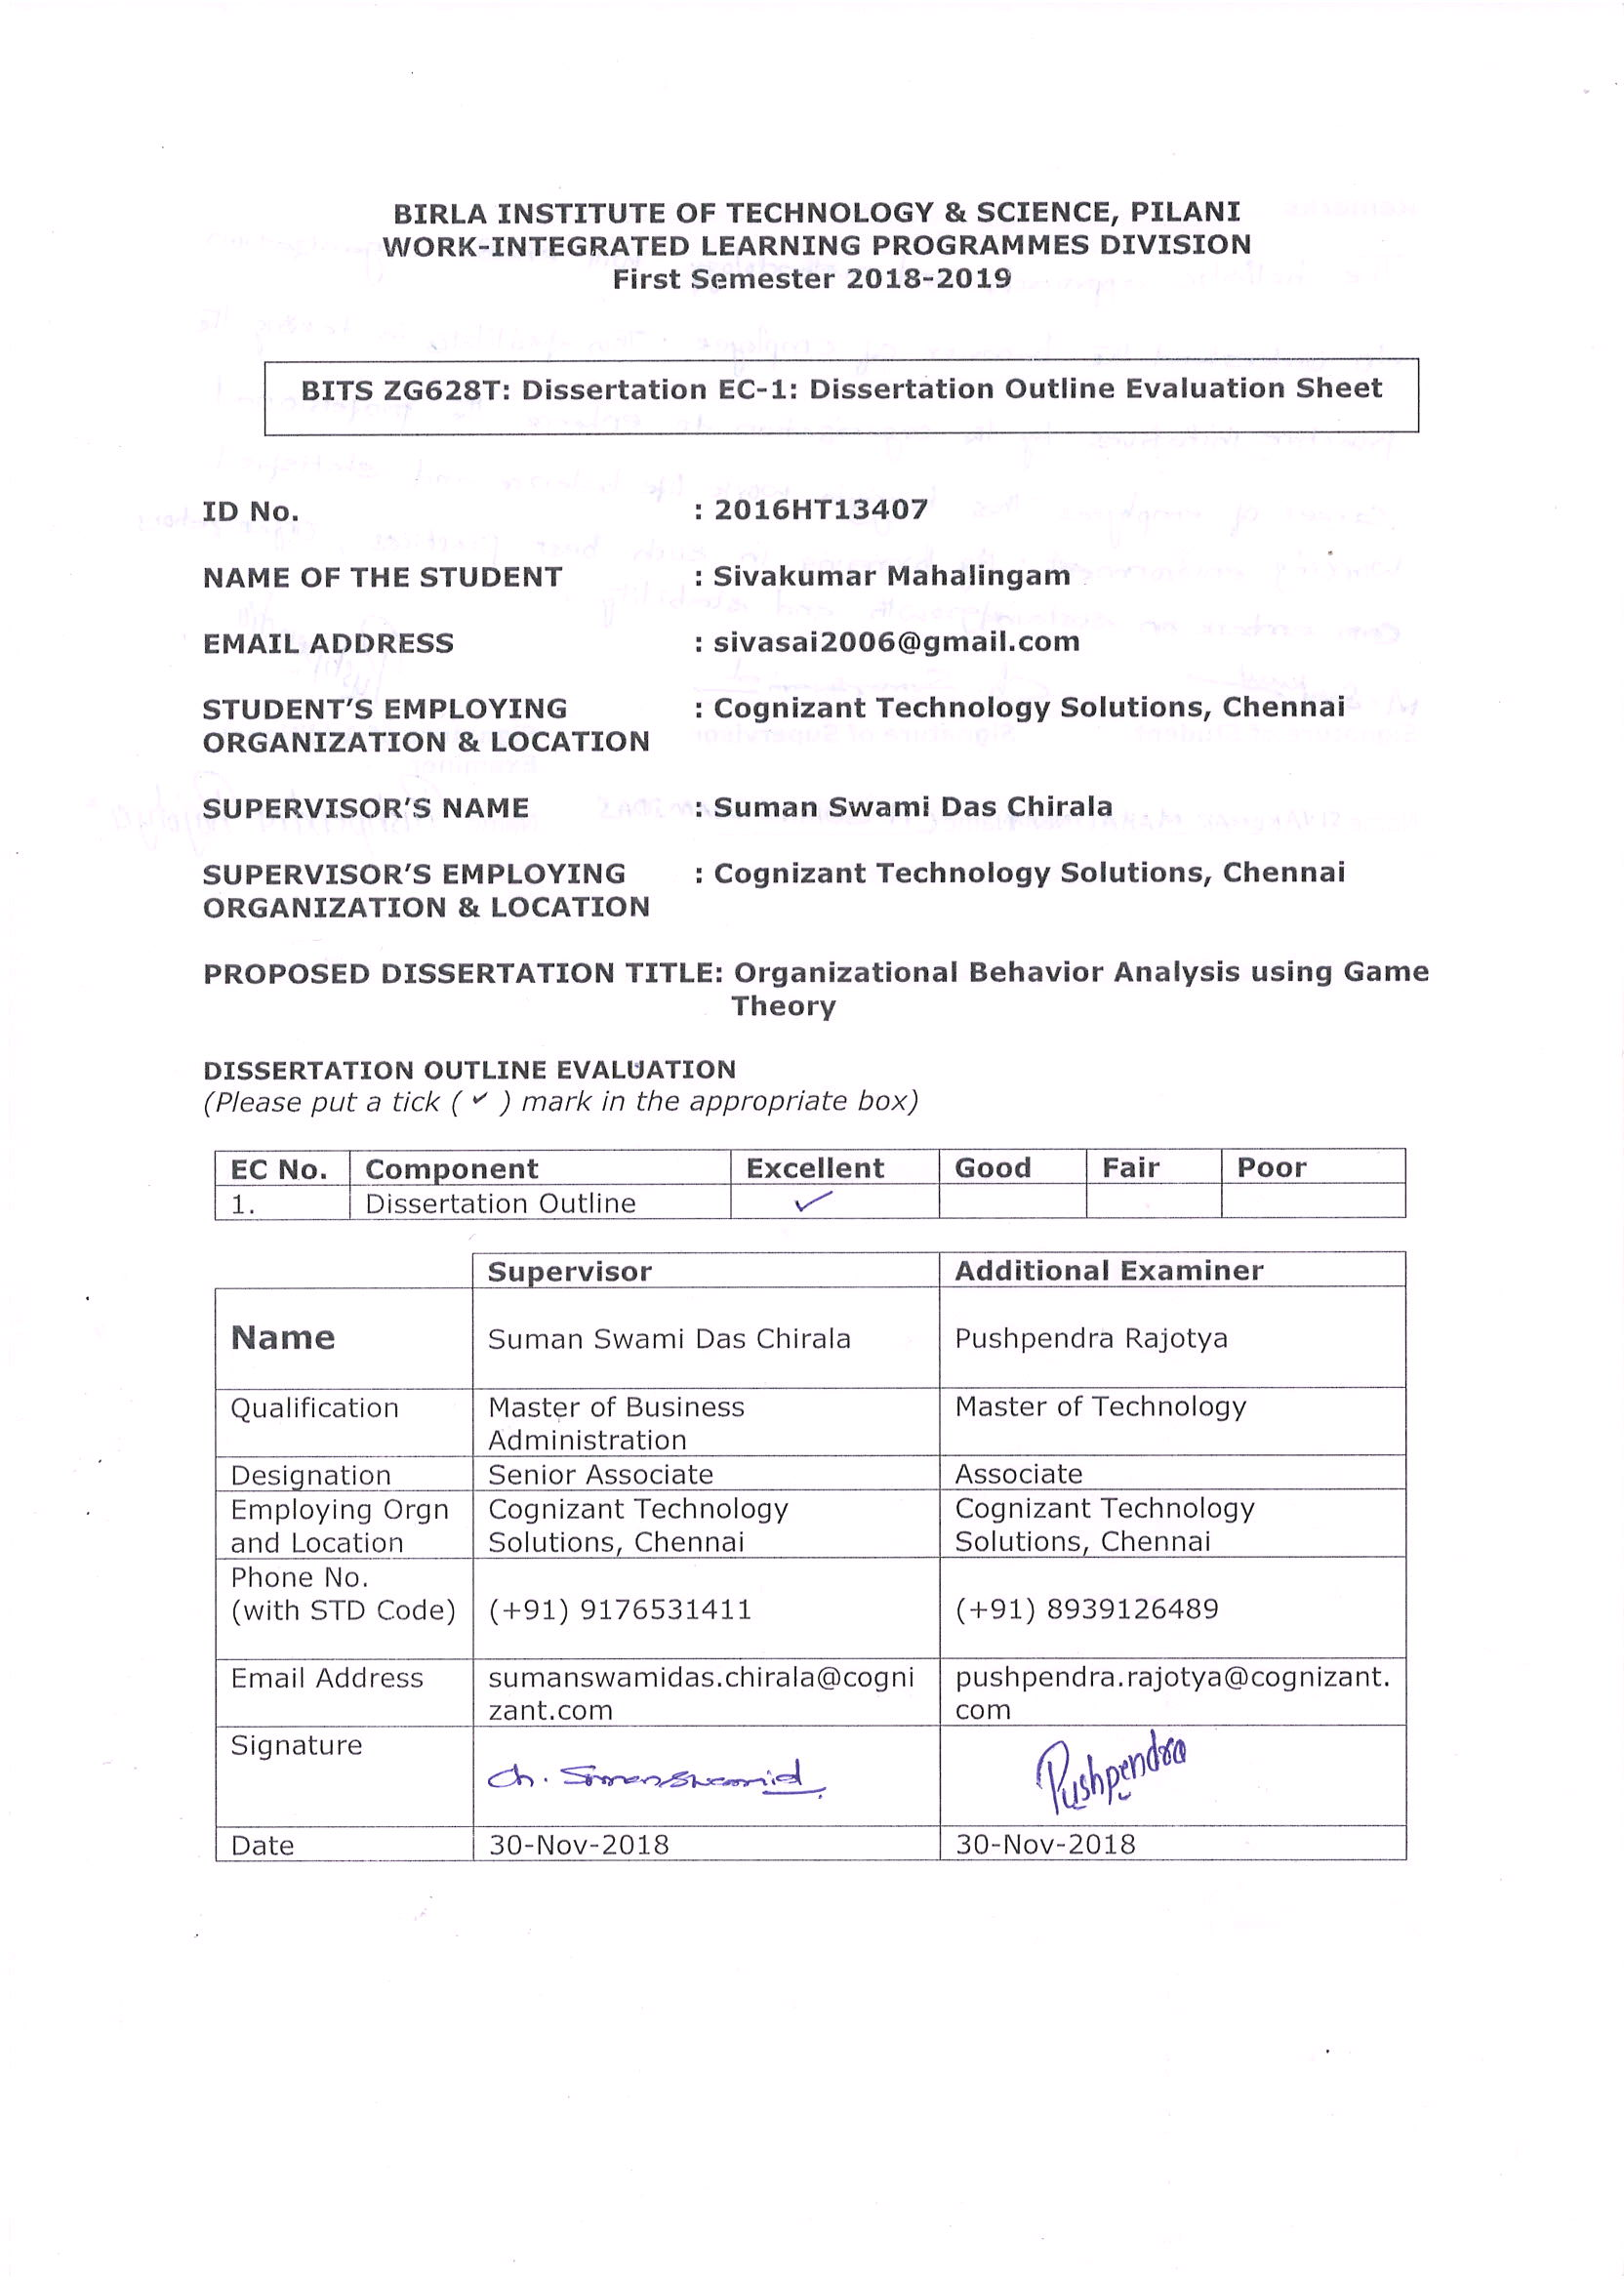 BIRLA INSTITUTE OF TECHNOLOGY & SCIENCE, PILANI
WORK-INTEGRATED LEARNING PROGRAMMES DIVISION
First Semester 2018-2019
BITS ZG628T: Dissertation EC-1: Dissertation Outline Evaluation Sheet
ID No. : 2016HT13407
NAME OF THE STUDENT : Sivakumar Mahalingam
EMAIL ADDRESS : sivasai2006@gmail.com
STUDENT'S EMPLOYING : Cognizant Technology Solutions, Chennai
ORGANIZATION & LOCATION
SUPERVISOR'S NAME : Suman Swami Das Chirala
SUPERVISOR'S EMPLOYING : Cognizant Technology Solutions, Chennai
ORGANIZATION & LOCATION
PROPOSED DISSERTATION TITLE: Organizational Behavior Analysis using Game
Theory
DISSERTATION OUTLINE EVALUATION
(Please put a tick ( ✔ ) mark in the appropriate box)
EC No. Component Excellent Good Fair Poor
1. Dissertation Outline ✓
Supervisor Additional Examiner
Name Suman Swami Das Chirala Pushpendra Rajotya
Qualification Master of Business Master of Technology
Administration
Designation Senior Associate Associate
Employing Orgn Cognizant Technology Cognizant Technology
and Location Solutions, Chennai Solutions, Chennai
Phone No.
(with STD Code) (+91) 9176531411 (+91) 8939126489
Email Address sumanswamidas.chirala@cogni pushpendra.rajotya@cognizant.
zant.com com
Signature
Ch. Pushpendra
Date 30-Nov-2018 30-Nov-2018